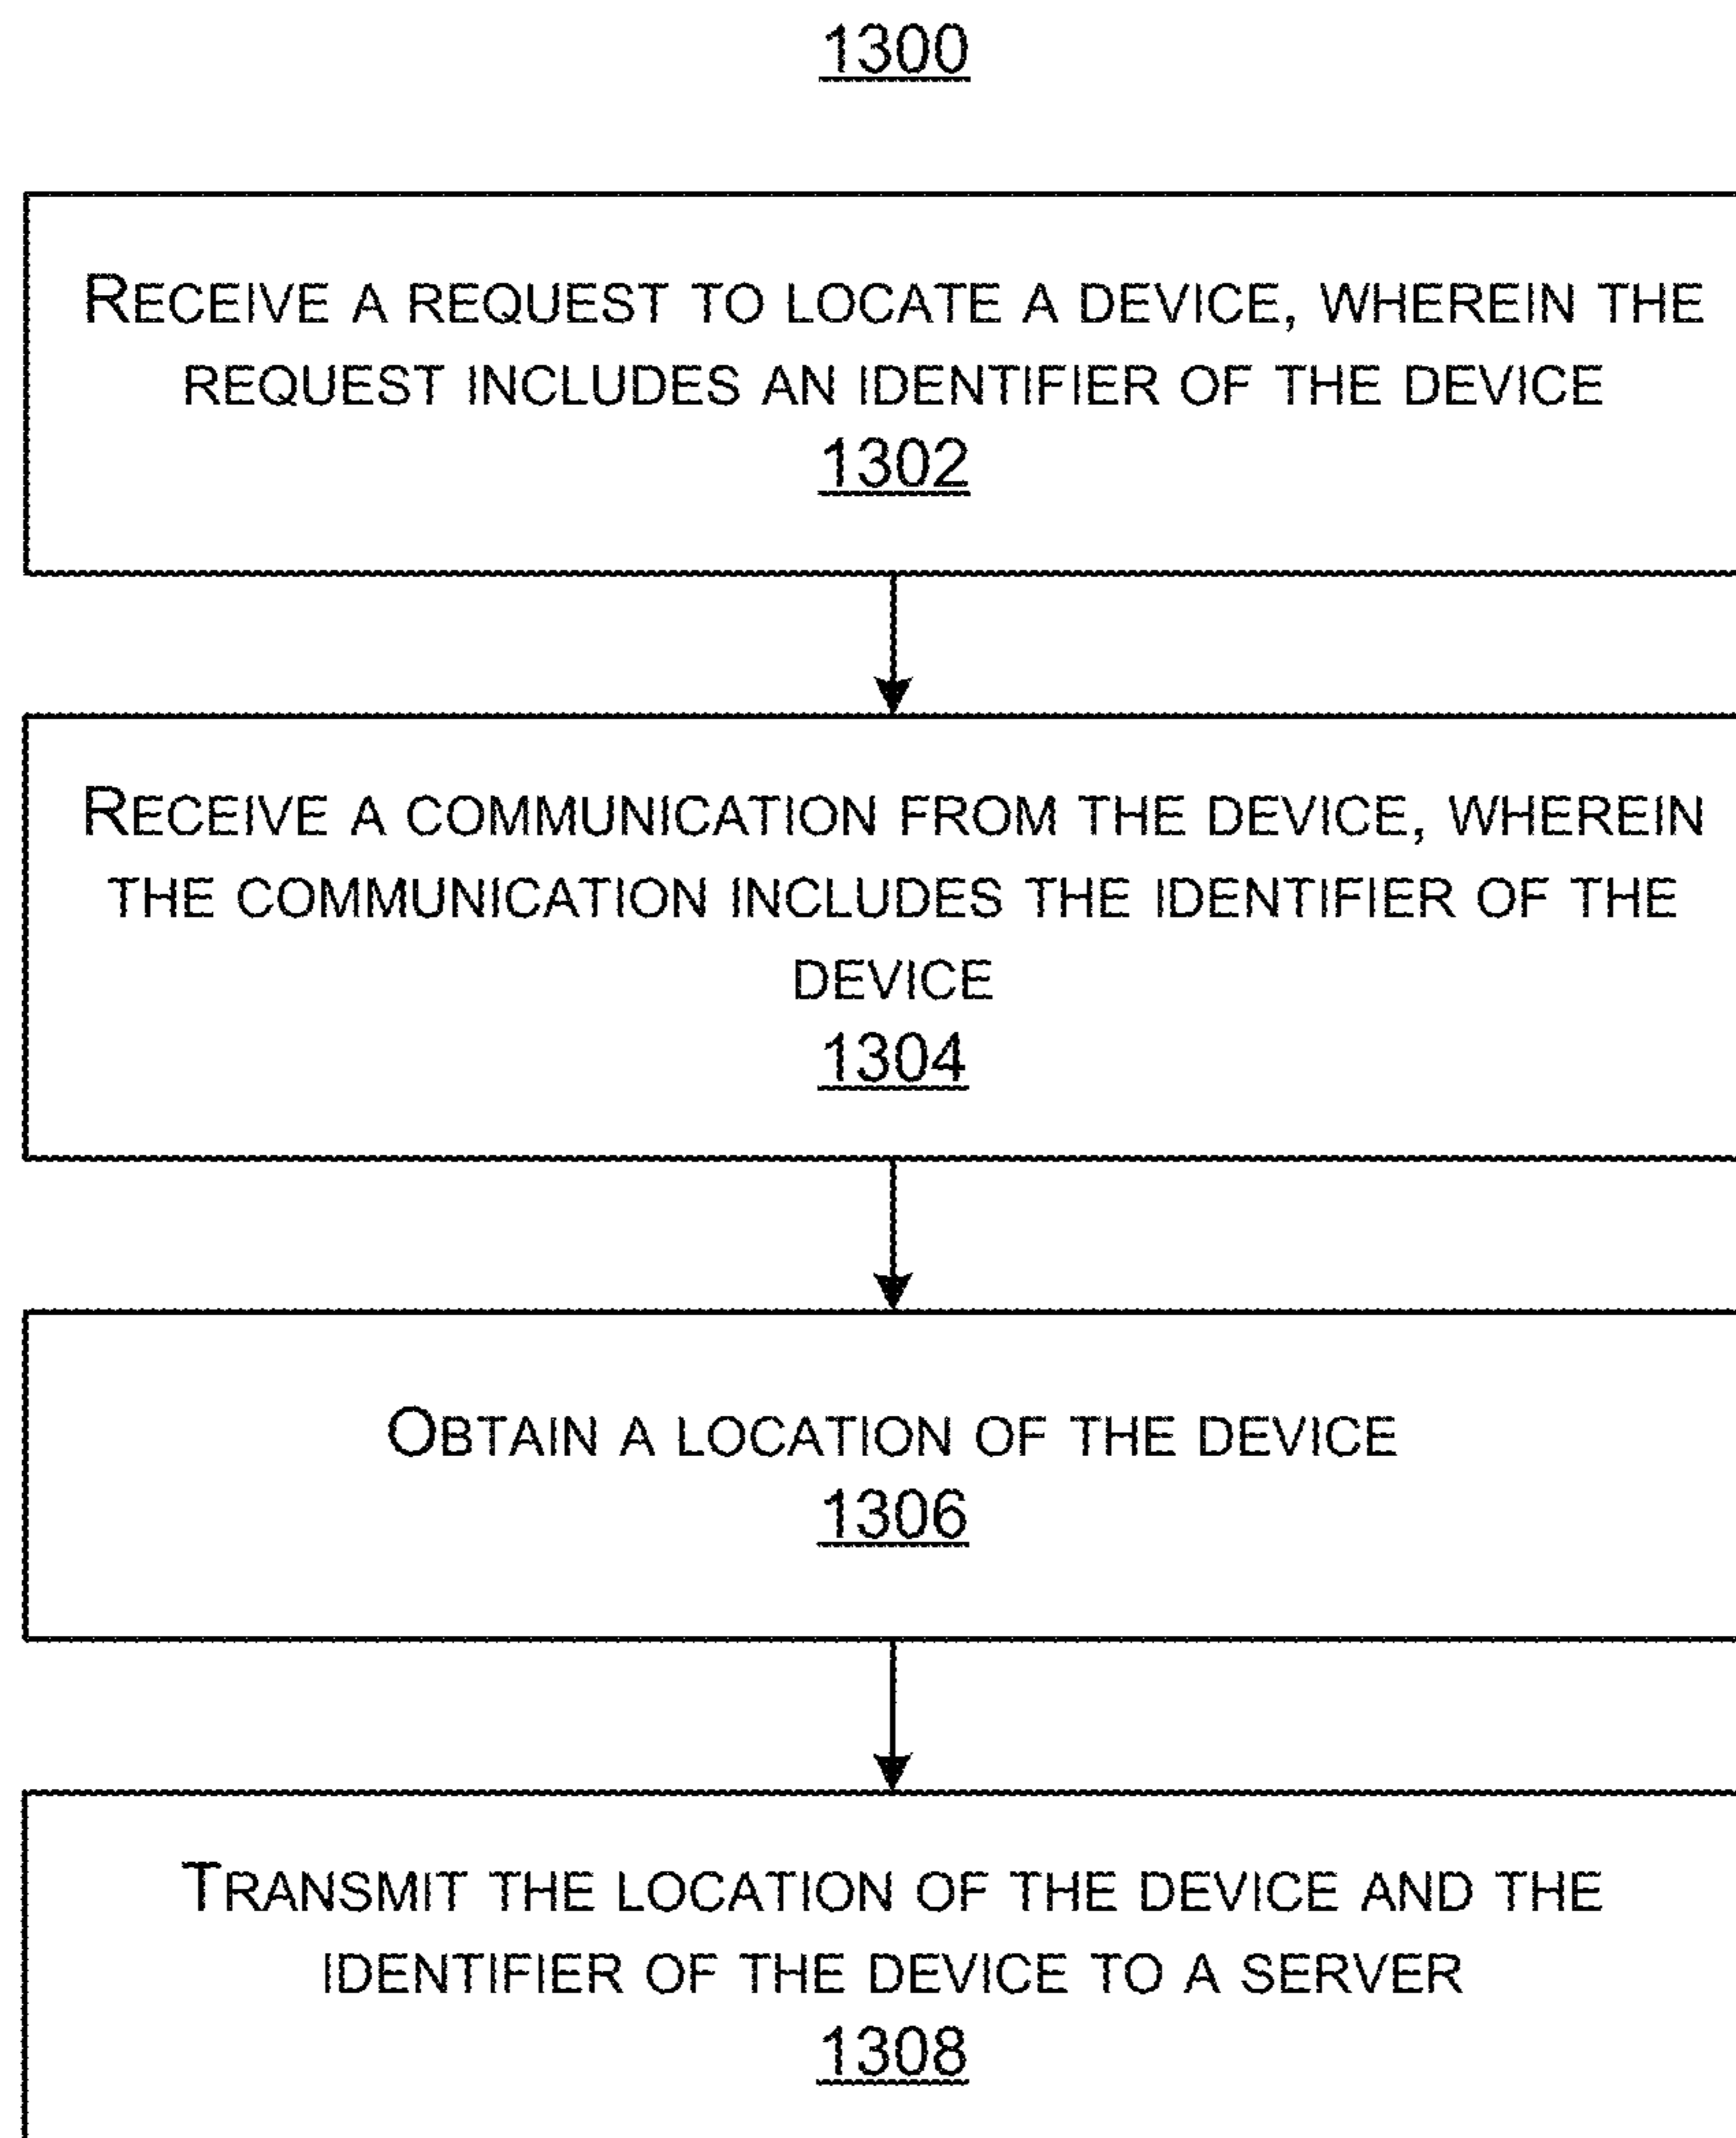 1300
RECEIVE A REQUEST TO LOCATE A DEVICE, WHEREIN THE
REQUEST INCLUDES AN IDENTIFIER OF THE DEVICE
1302
RECEIVE A COMMUNICATION FROM THE DEVICE, WHEREIN
THE COMMUNICATION INCLUDES THE IDENTIFIER OF THE
DEVICE
1304
OBTAIN A LOCATION OF THE DEVICE
1306
TRANSMIT THE LOCATION OF THE DEVICE AND THE
IDENTIFIER OF THE DEVICE TO A SERVER
1308